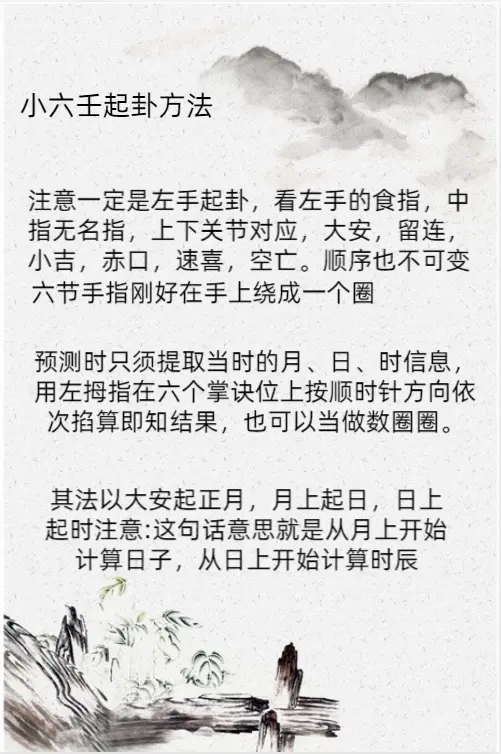 小六壬起卦方法
注意一定是左手起卦，看左手的食指，中
指无名指，上下关节对应，大安，留连，
小吉，赤口，速喜，空亡。顺序也不可变
六节手指刚好在手上绕成一个圈
预测时只须提取当时的月、日、时信息，
用左拇指在六个掌诀位上按顺时针方向依
次掐算即知结果，也可以当做数圈圈。
其法以大安起正月，月上起日，日上
起时注意:这句话意思就是从月上开始
计算日子，从日上开始计算时辰